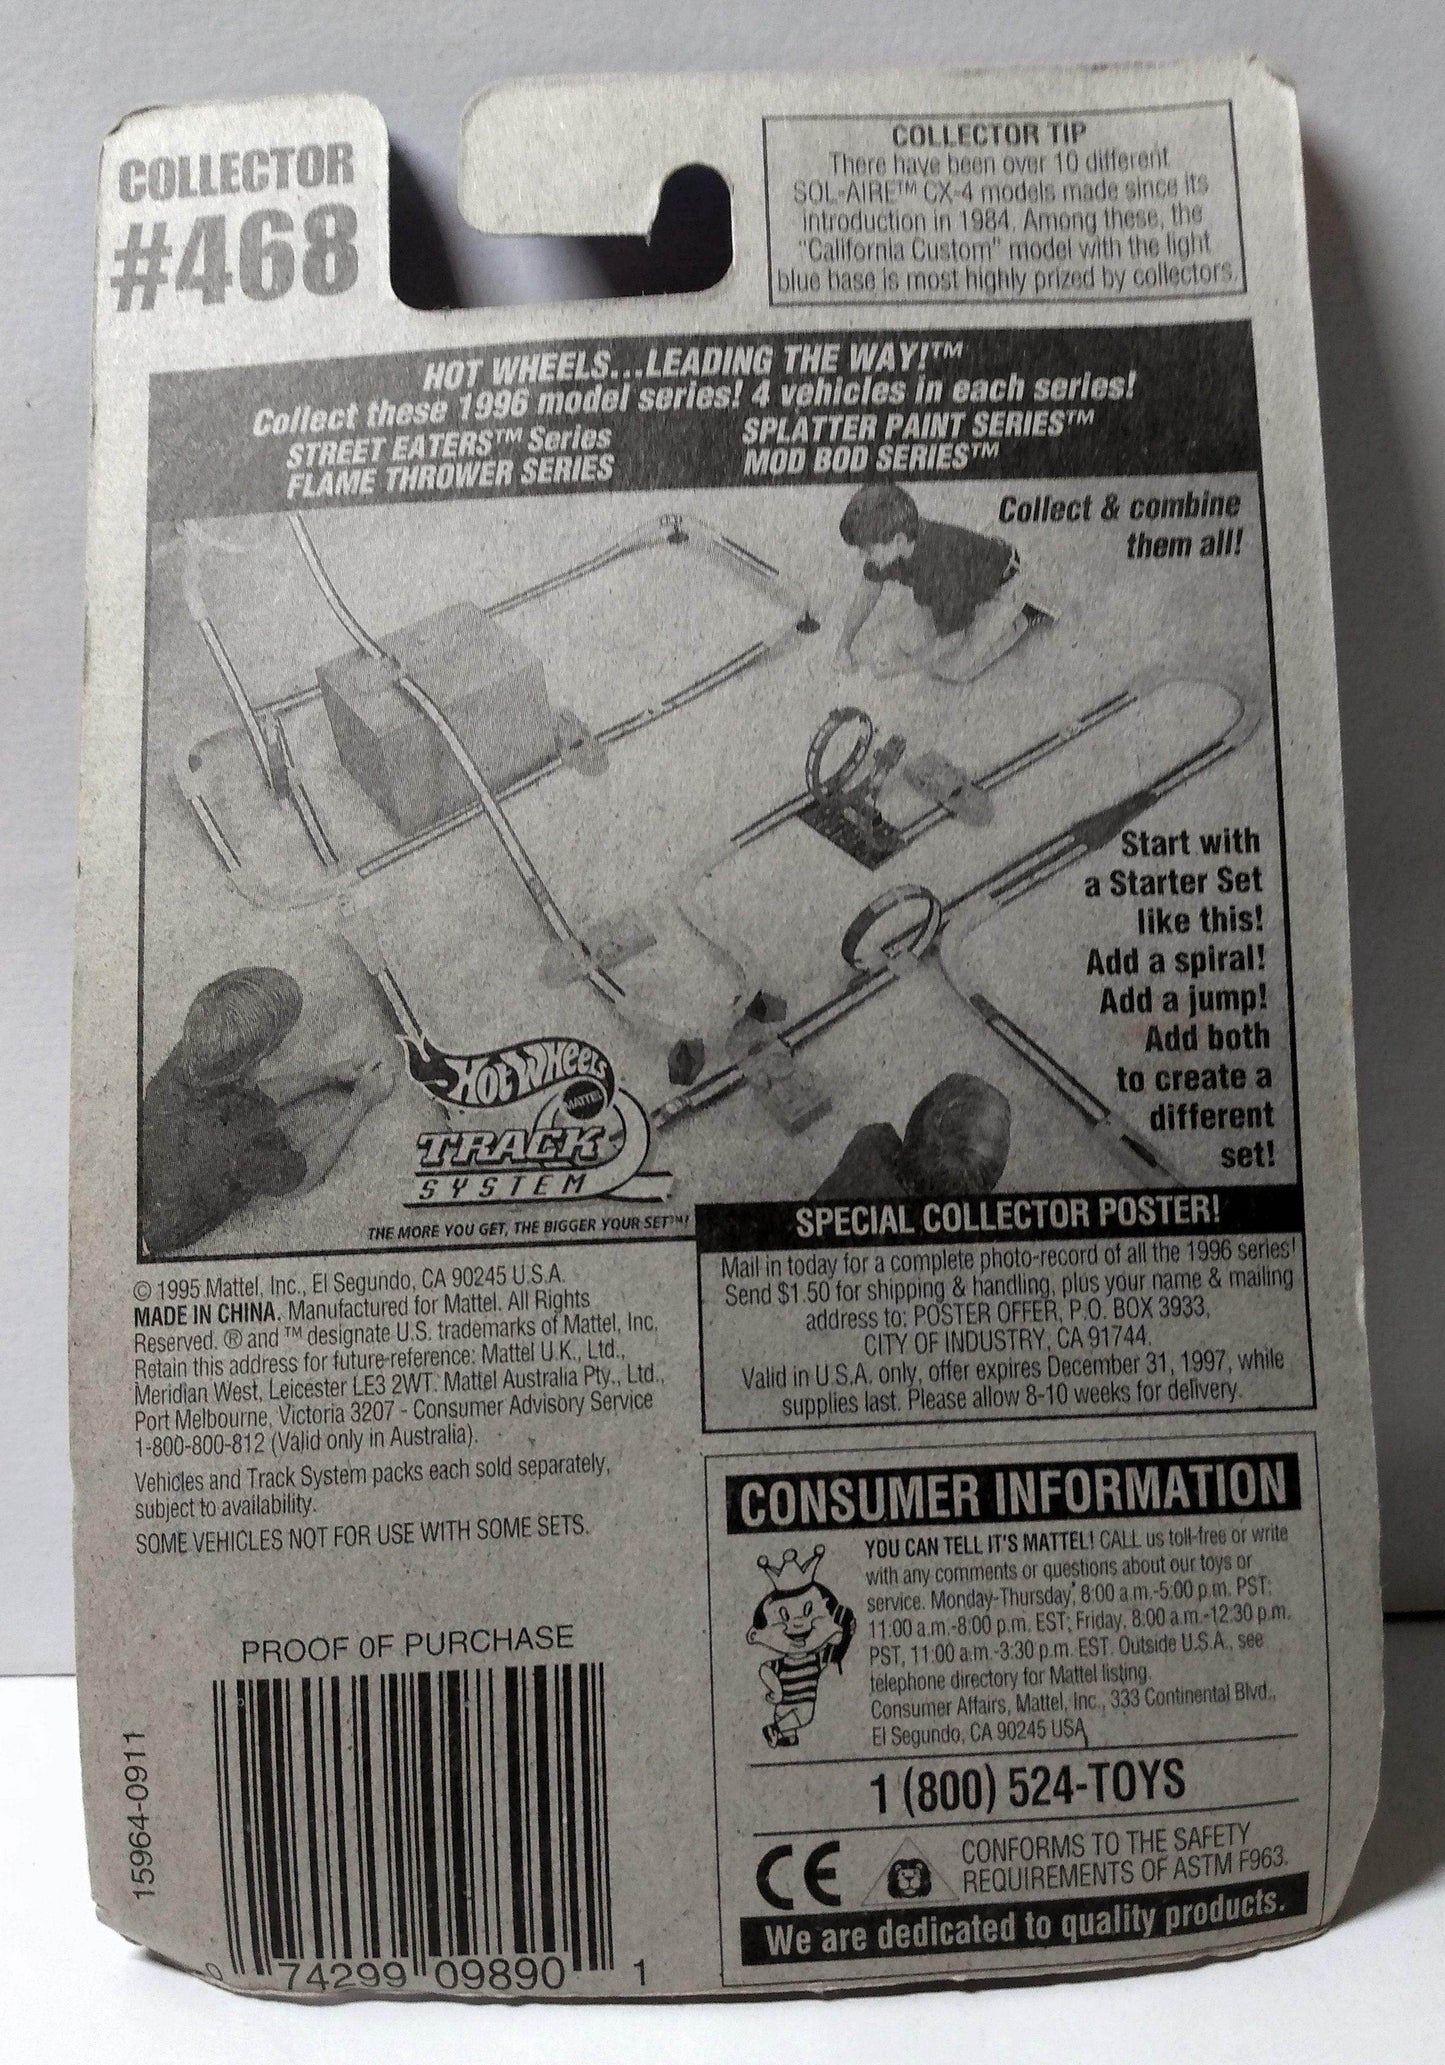 COLLECTOR
#468
COLLECTOR TIP
There have been over 10 different
SOL-AIRE™ CX-4 models made since its
introduction in 1984. Among these, the
"California Custom" model with the light
blue base is most highly prized by collectors.
HOT WHEELS...LEADING THE WAY!™
Collect these 1996 model series! 4 vehicles in each series!
STREET EATERS™ Series
FLAME THROWER SERIES
SPLATTER PAINT SERIES™
MOD BOD SERIES™
Collect & combine
them all!
Start with
a Starter Set
like this!
Add a spiral!
Add a jump!
Add both
to create a
different
set!
HOT WHEELS
MATTEL
TRACK
SYSTEM
THE MORE YOU GET, THE BIGGER YOUR SET™!
SPECIAL COLLECTOR POSTER!
Mail in today for a complete photo-record of all the 1996 series!
Send $1.50 for shipping & handling, plus your name & mailing
address to: POSTER OFFER, P.O. BOX 3933,
CITY OF INDUSTRY, CA 91744.
Valid in U.S.A. only, offer expires December 31, 1997, while
supplies last. Please allow 8-10 weeks for delivery.
© 1995 Mattel, Inc., El Segundo, CA 90245 U.S.A.
MADE IN CHINA. Manufactured for Mattel. All Rights
Reserved. ® and ™ designate U.S. trademarks of Mattel, Inc.
Retain this address for future reference: Mattel U.K., Ltd.,
Meridian West, Leicester LE3 2WT. Mattel Australia Pty., Ltd.,
Port Melbourne, Victoria 3207 - Consumer Advisory Service
1-800-800-812 (Valid only in Australia).
Vehicles and Track System packs each sold separately,
subject to availability.
SOME VEHICLES NOT FOR USE WITH SOME SETS.
PROOF OF PURCHASE
15964-0911
0 74299 09890 1
CONSUMER INFORMATION
YOU CAN TELL IT'S MATTEL! CALL us toll-free or write
with any comments or questions about our toys or
service. Monday-Thursday, 8:00 a.m.-5:00 p.m. PST:
11:00 a.m.-8:00 p.m. EST; Friday, 8:00 a.m.-12:30 p.m.
PST, 11:00 a.m.-3:30 p.m. EST. Outside U.S.A., see
telephone directory for Mattel listing.
Consumer Affairs, Mattel, Inc., 333 Continental Blvd.,
El Segundo, CA 90245 USA
1 (800) 524-TOYS
CE
CONFORMS TO THE SAFETY
REQUIREMENTS OF ASTM F963.
We are dedicated to quality products.